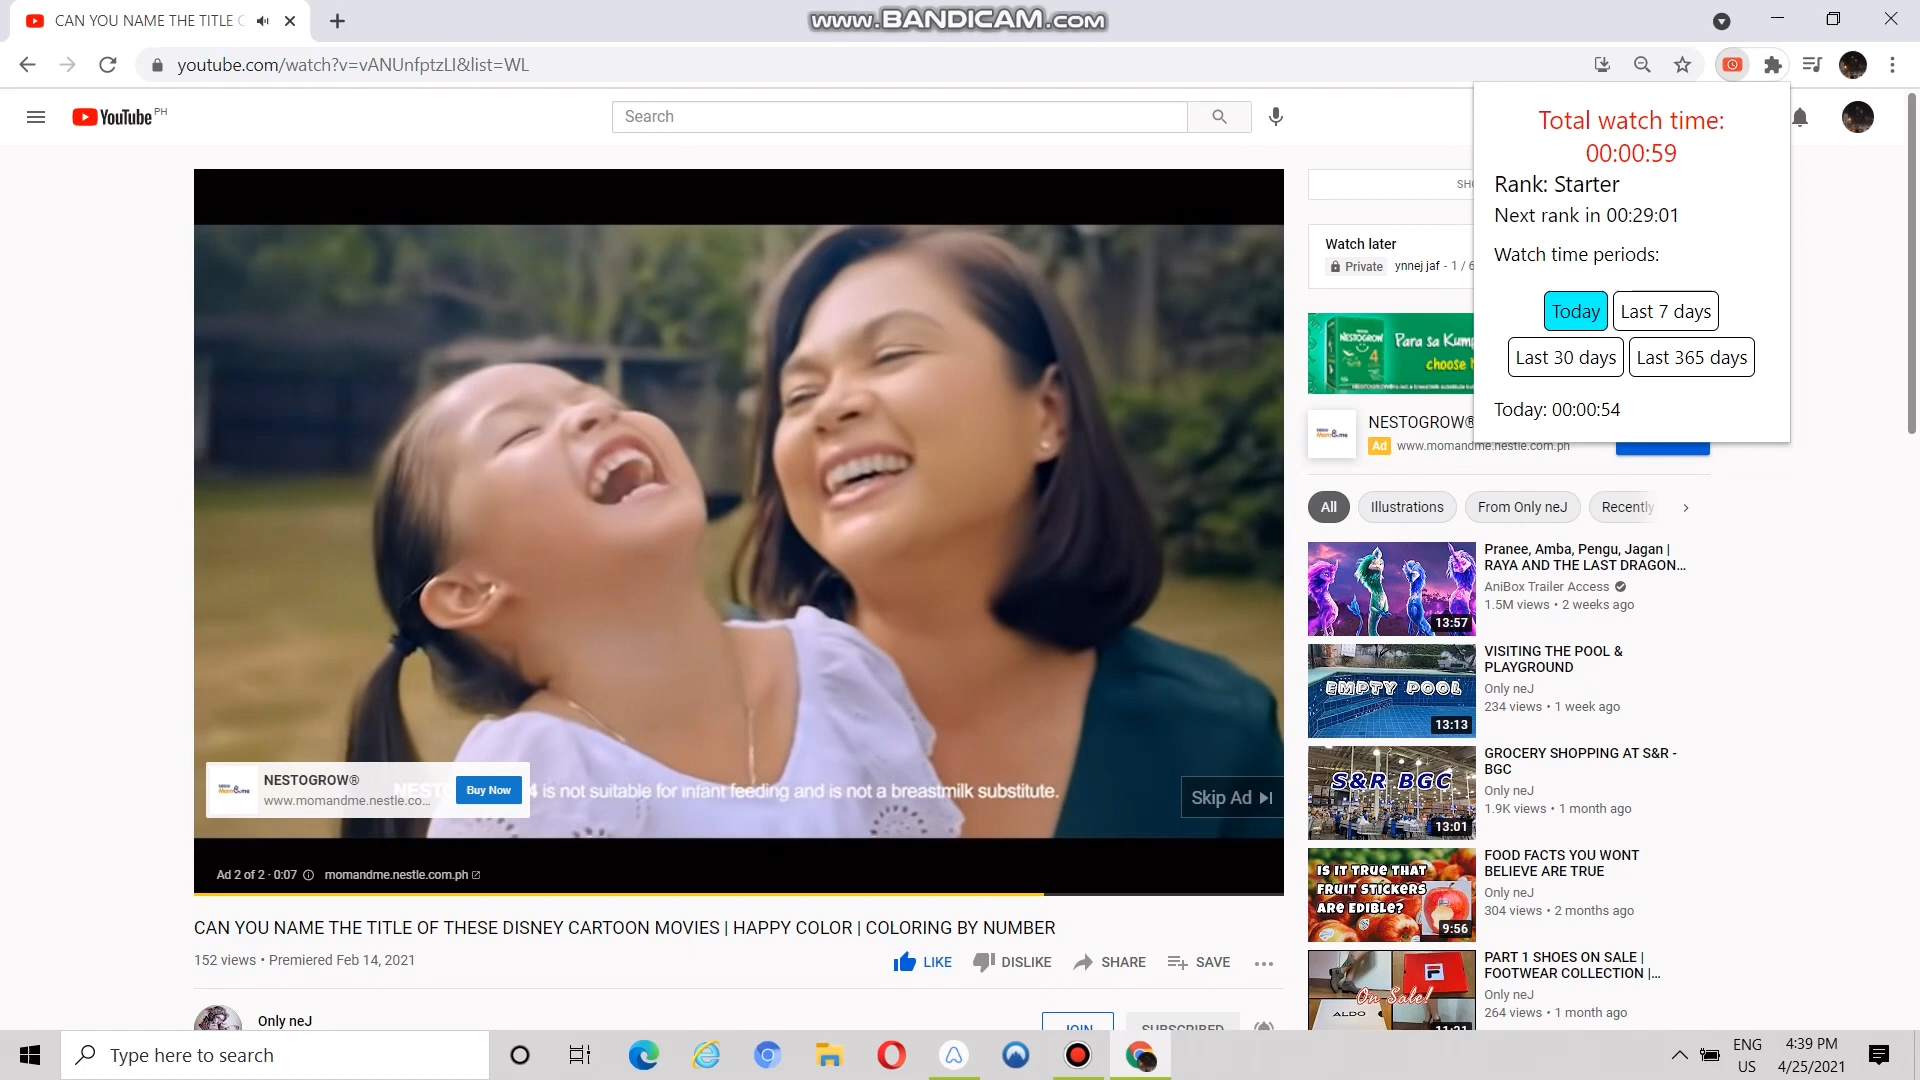 CAN YOU NAME THE TITLE
www.BANDICAM.com
youtube.com/watch?v=vANUnfptzLI&list=WL
YouTube PH
Search
Total watch time:
00:00:59
Rank: Starter
Next rank in 00:29:01
Watch time periods:
Today
Last 7 days
Last 30 days
Last 365 days
Today: 00:00:54
Watch later
Private
ynnej jaf - 1 / 6
NESTOGROW
4
Para sa Kump
choose
NESTOGROW®
Ad
www.momandme.nestle.com.ph
All
Illustrations
From Only neJ
Recently
Pranee, Amba, Pengu, Jagan |
RAYA AND THE LAST DRAGON...
AniBox Trailer Access
1.5M views • 2 weeks ago
13:57
VISITING THE POOL &
PLAYGROUND
Only neJ
234 views • 1 week ago
EMPTY POOL
13:13
GROCERY SHOPPING AT S&R -
BGC
Only neJ
1.9K views • 1 month ago
S&R BGC
13:01
FOOD FACTS YOU WONT
BELIEVE ARE TRUE
Only neJ
304 views • 2 months ago
IS IT TRUE THAT
FRUIT STICKERS
ARE EDIBLE?
9:56
PART 1 SHOES ON SALE |
FOOTWEAR COLLECTION |...
Only neJ
264 views • 1 month ago
On Sale!
ALDO
NESTOGROW®
www.momandme.nestle.co...
Buy Now
4 is not suitable for infant feeding and is not a breastmilk substitute.
Skip Ad
Ad 2 of 2 · 0:07
momandme.nestle.com.ph
CAN YOU NAME THE TITLE OF THESE DISNEY CARTOON MOVIES | HAPPY COLOR | COLORING BY NUMBER
152 views • Premiered Feb 14, 2021
LIKE
DISLIKE
SHARE
SAVE
Only neJ
JOIN
SUBSCRIBED
Type here to search
ENG
US
4:39 PM
4/25/2021